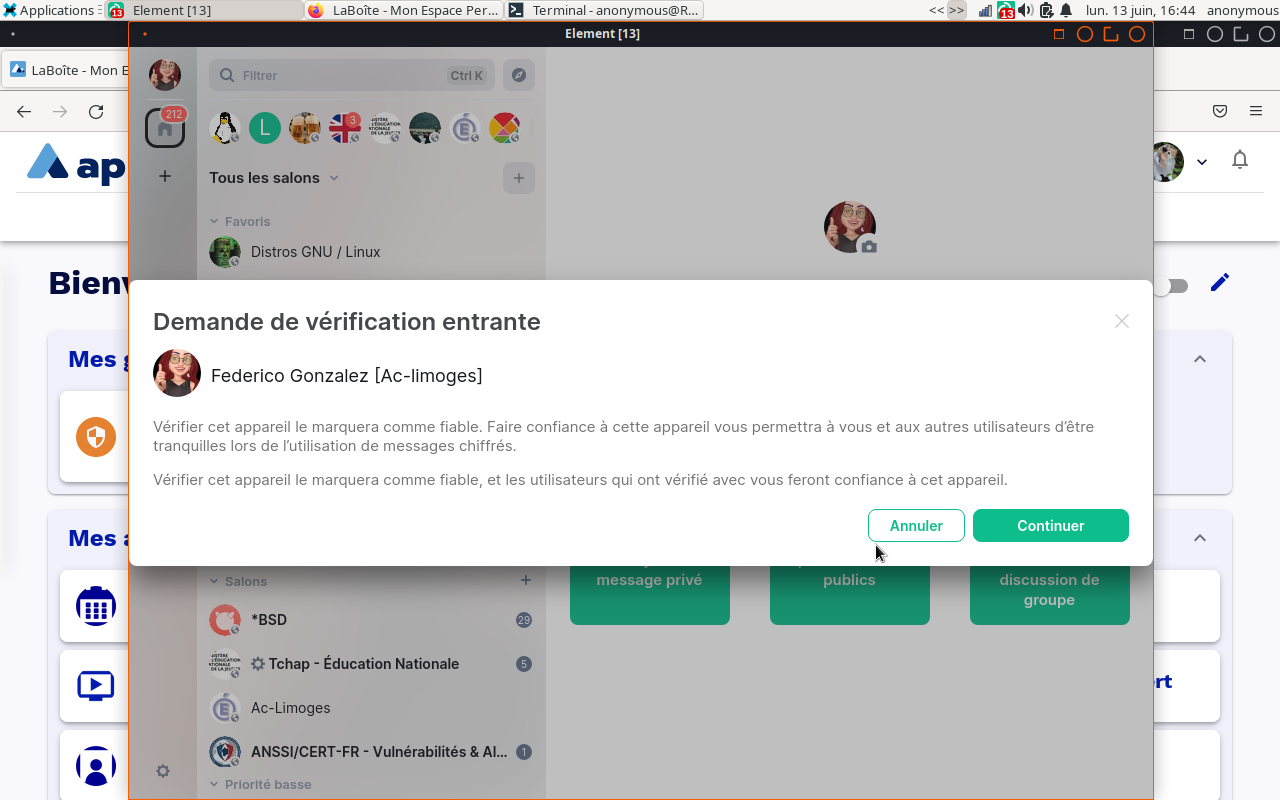 Applications
13
Element [13]
LaBoîte - Mon Espace Per...
Terminal - anonymous@R...
<< >>
13
lun. 13 juin, 16:44
anonymous
Element [13]
LaBoîte - Mon E
Filtrer
Ctrl K
212
L
3
ap
Tous les salons
Favoris
Distros GNU / Linux
Bienv
Demande de vérification entrante
Federico Gonzalez [Ac-limoges]
Mes g
Vérifier cet appareil le marquera comme fiable. Faire confiance à cette appareil vous permettra à vous et aux autres utilisateurs d’être
tranquilles lors de l’utilisation de messages chiffrés.
Vérifier cet appareil le marquera comme fiable, et les utilisateurs qui ont vérifié avec vous feront confiance à cet appareil.
Annuler
Continuer
Mes a
Salons
message privé
publics
discussion de
groupe
*BSD
29
Tchap - Éducation Nationale
5
rt
Ac-Limoges
ANSSI/CERT-FR - Vulnérabilités & Al...
1
Priorité basse